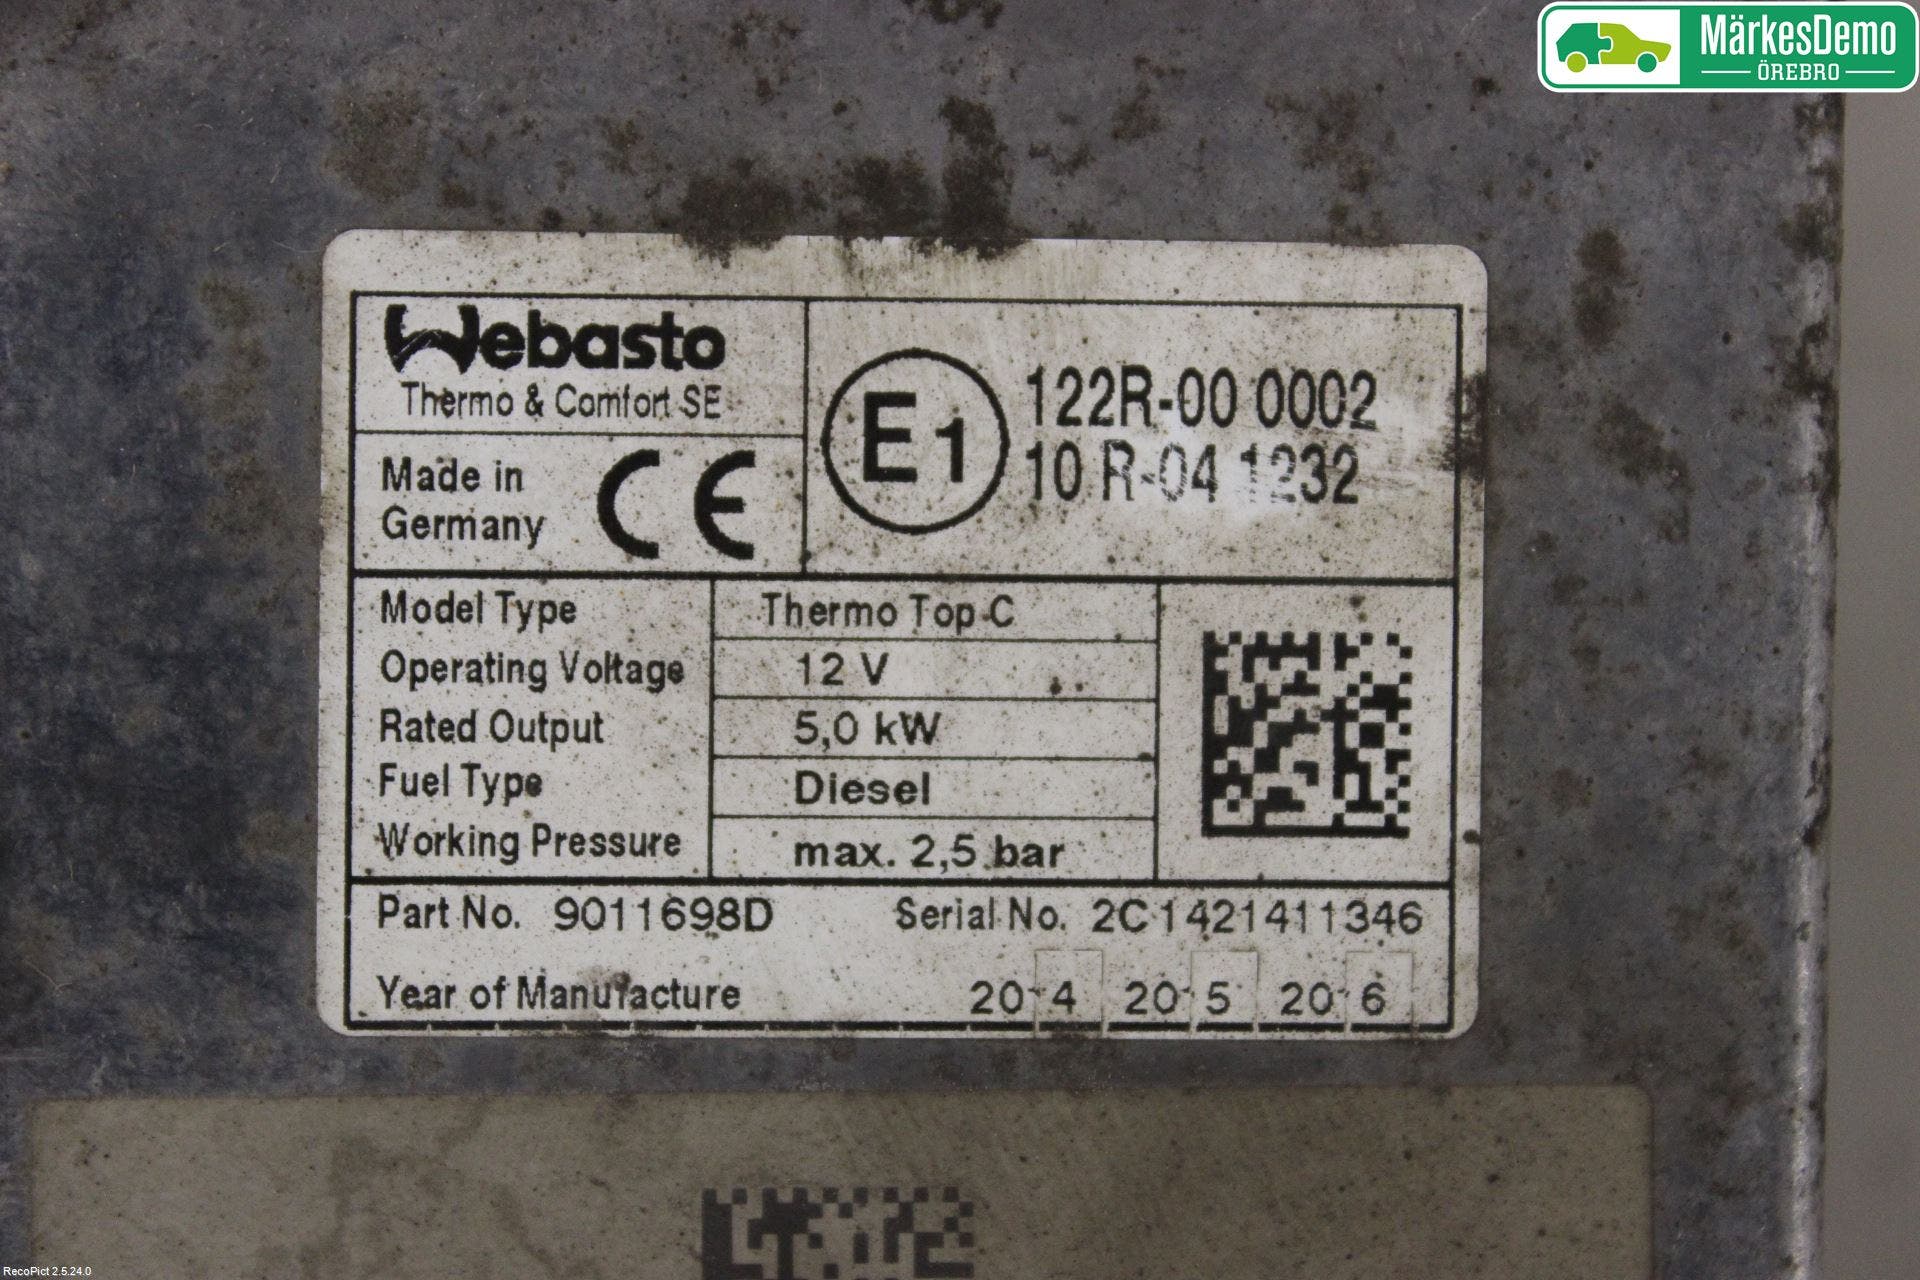 MärkesDemo
ÖREBRO
Webasto
Thermo & Comfort SE
Made in
Germany
CE
E1
122R-00 0002
10 R-04 1232
Model Type Thermo Top C
Operating Voltage 12 V
Rated Output 5,0 kW
Fuel Type Diesel
Working Pressure max. 2,5 bar
Part No. 9011698D Serial No. 2C1421411346
Year of Manufacture 2014 2015 2016
RecoPict 2.5.24.0